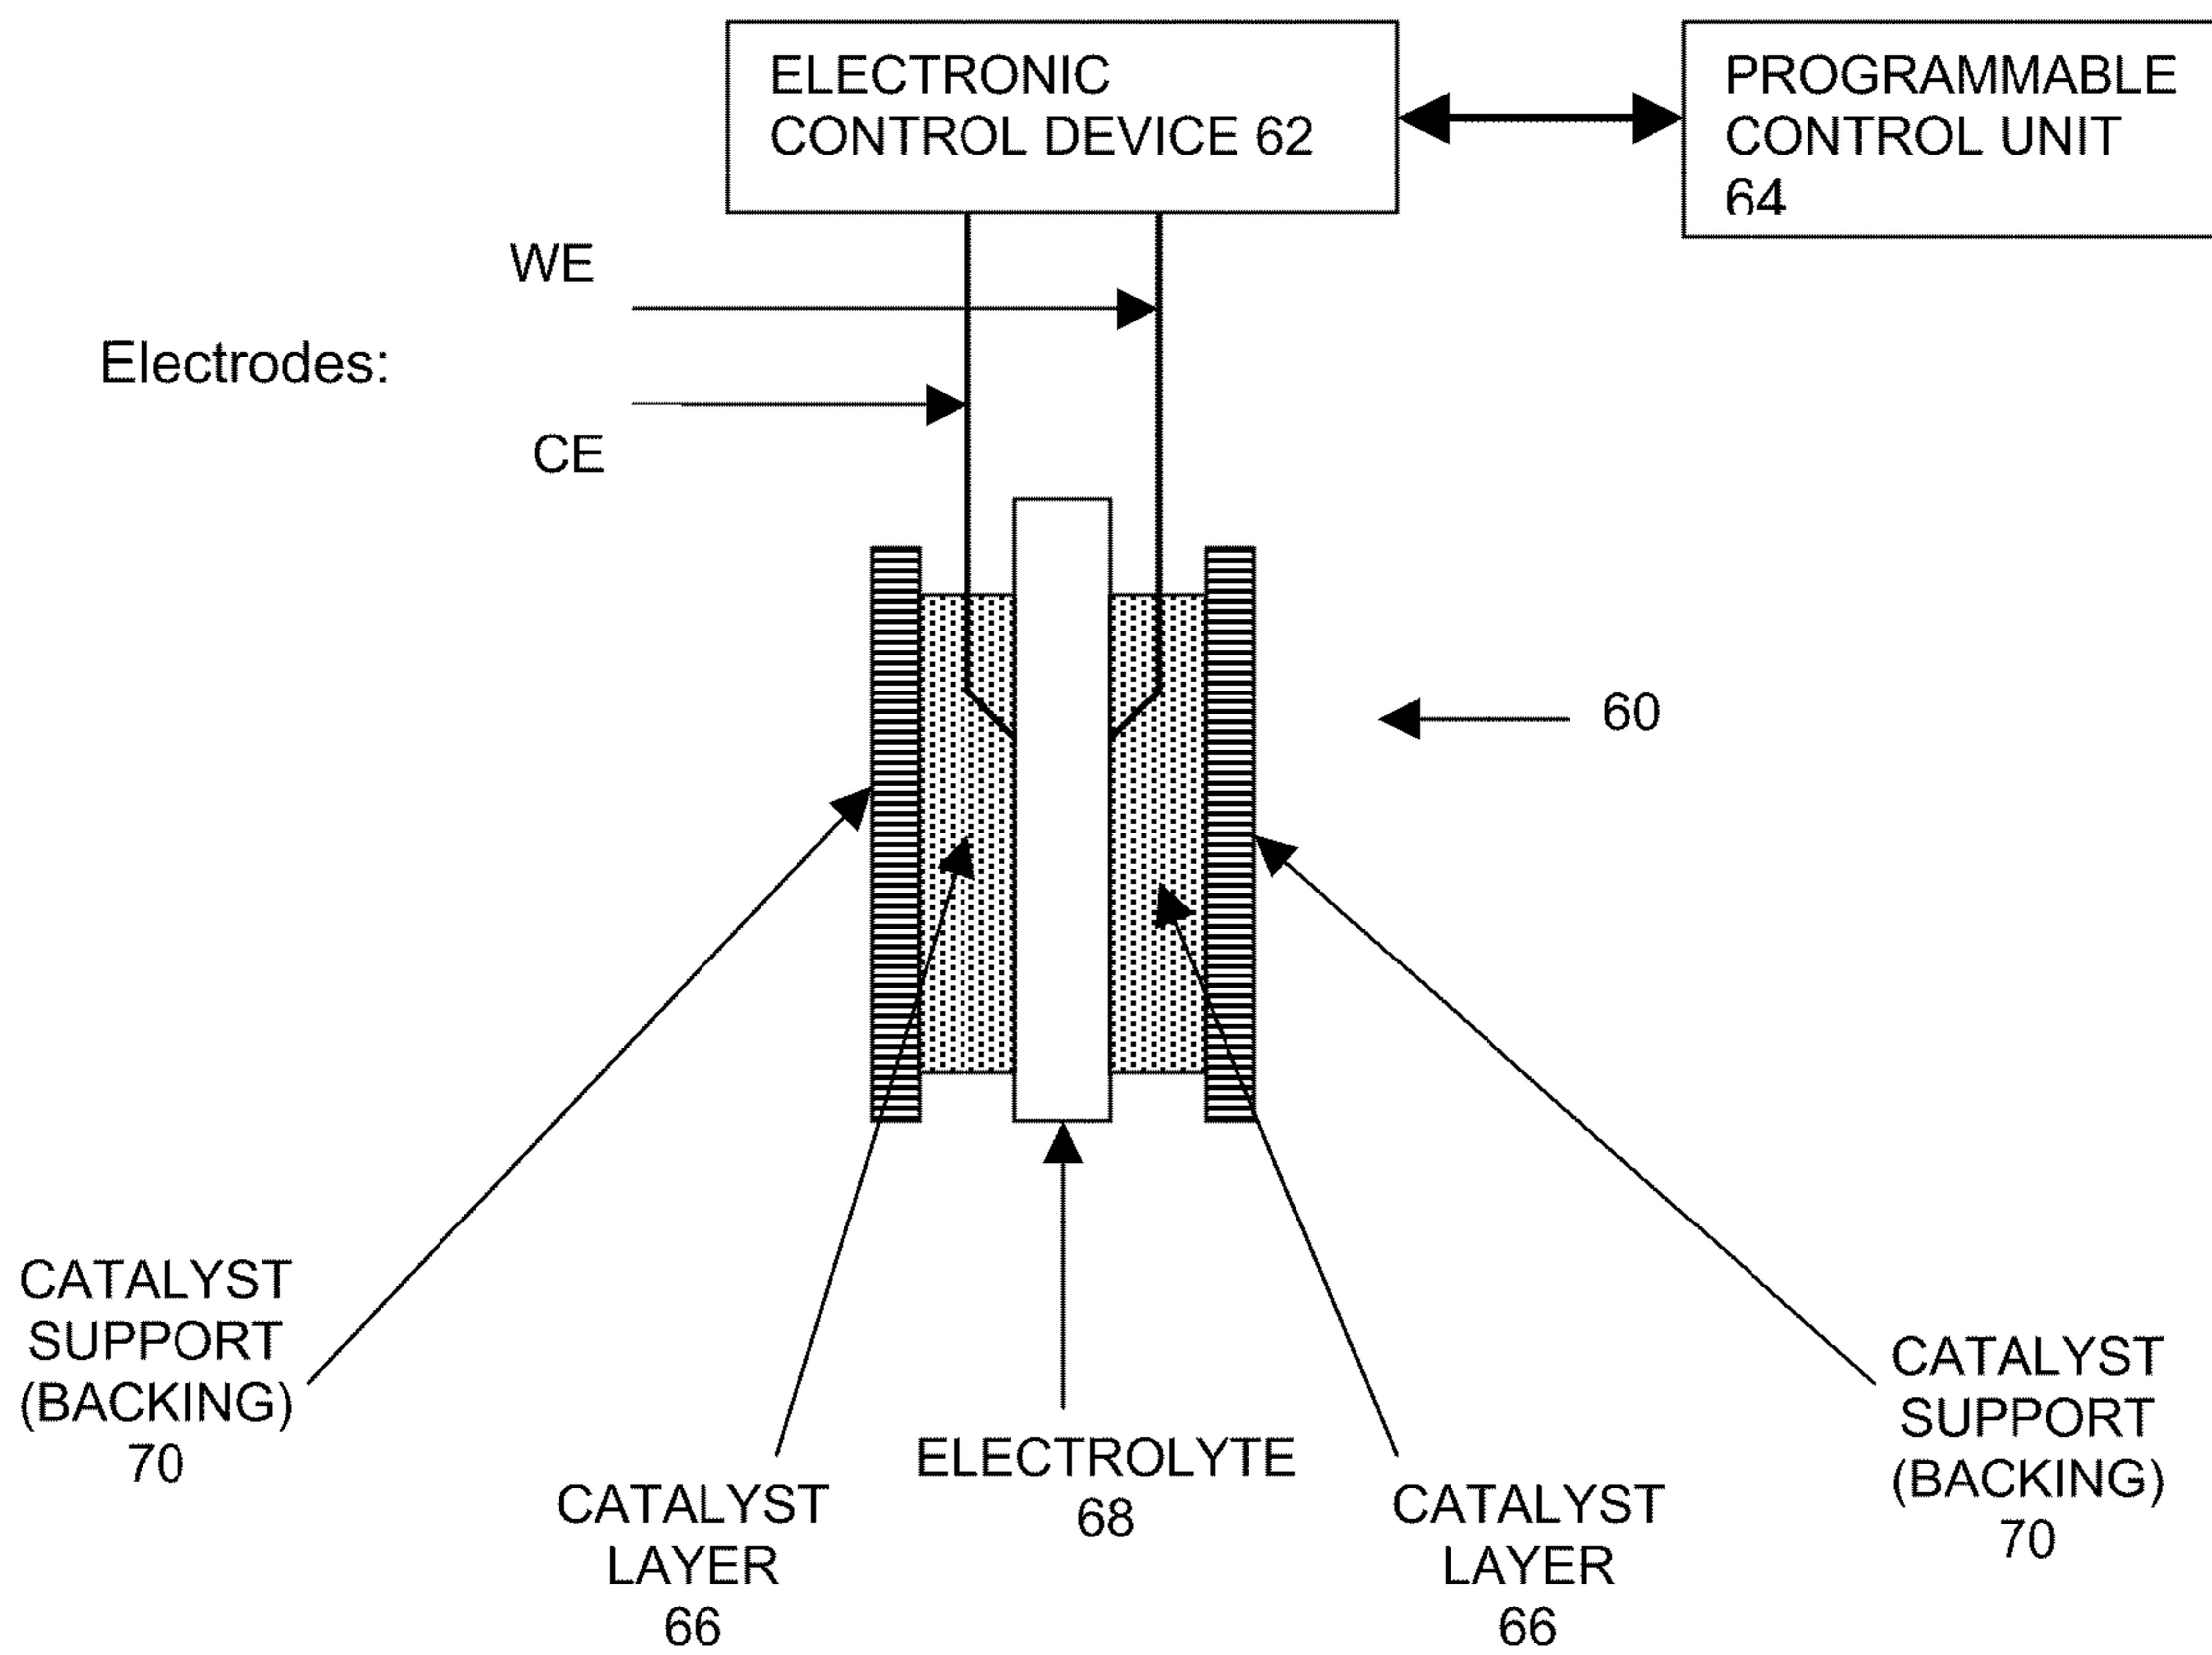 ELECTRONIC
CONTROL DEVICE 62
PROGRAMMABLE
CONTROL UNIT
64
WE
Electrodes:
CE
60
CATALYST
SUPPORT
(BACKING)
70
CATALYST
LAYER
66
ELECTROLYTE
68
CATALYST
LAYER
66
CATALYST
SUPPORT
(BACKING)
70